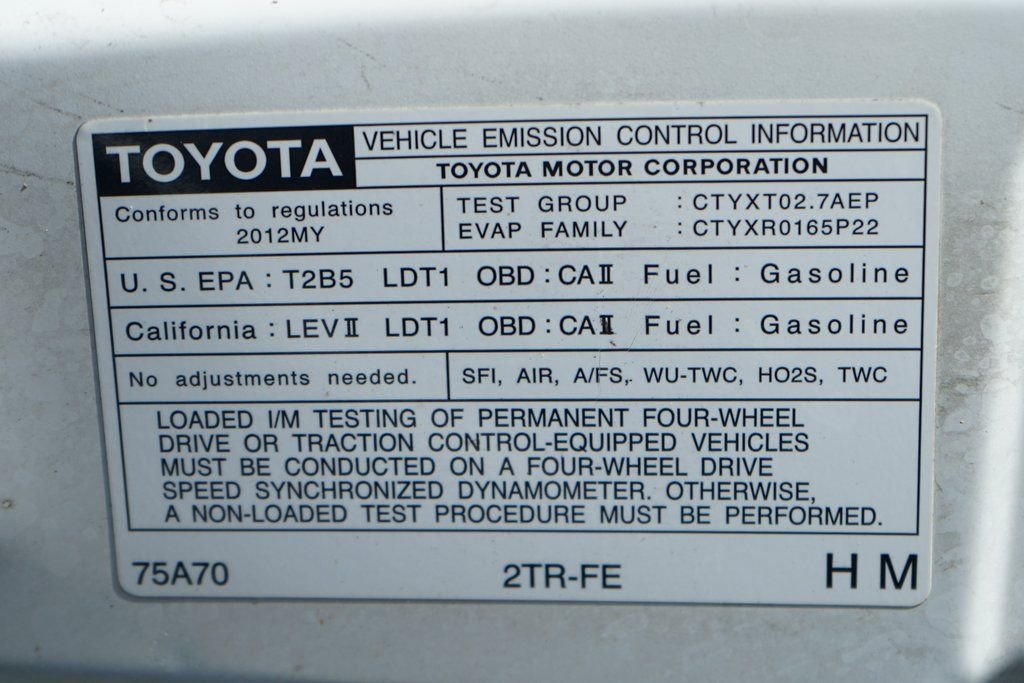 TOYOTA
VEHICLE EMISSION CONTROL INFORMATION
TOYOTA MOTOR CORPORATION
Conforms to regulations
2012MY
TEST GROUP : CTYXT02.7AEP
EVAP FAMILY : CTYXR0165P22
U. S. EPA : T2B5 LDT1 OBD : CAⅡ Fuel : Gasoline
California : LEVⅡ LDT1 OBD : CAⅡ Fuel : Gasoline
No adjustments needed.
SFI, AIR, A/FS, WU-TWC, HO2S, TWC
LOADED I/M TESTING OF PERMANENT FOUR-WHEEL
DRIVE OR TRACTION CONTROL-EQUIPPED VEHICLES
MUST BE CONDUCTED ON A FOUR-WHEEL DRIVE
SPEED SYNCHRONIZED DYNAMOMETER. OTHERWISE,
A NON-LOADED TEST PROCEDURE MUST BE PERFORMED.
75A70 2TR-FE H M